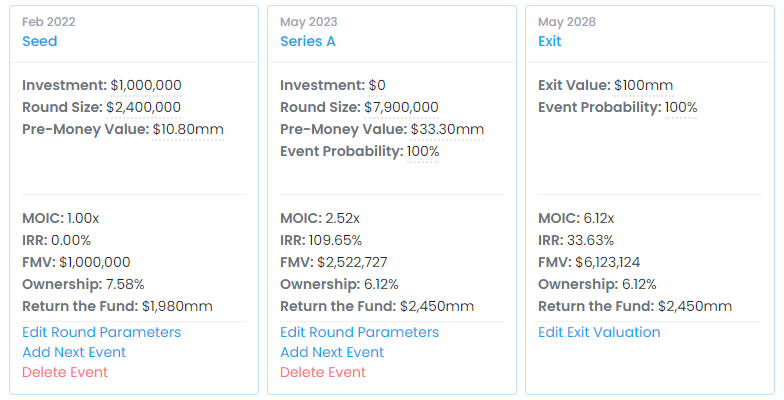 Feb 2022
Seed
Investment: $1,000,000
Round Size: $2,400,000
Pre-Money Value: $10.80mm
MOIC: 1.00x
IRR: 0.00%
FMV: $1,000,000
Ownership: 7.58%
Return the Fund: $1,980mm
Edit Round Parameters
Add Next Event
Delete Event
May 2023
Series A
Investment: $0
Round Size: $7,900,000
Pre-Money Value: $33.30mm
Event Probability: 100%
MOIC: 2.52x
IRR: 109.65%
FMV: $2,522,727
Ownership: 6.12%
Return the Fund: $2,450mm
Edit Round Parameters
Add Next Event
Delete Event
May 2028
Exit
Exit Value: $100mm
Event Probability: 100%
MOIC: 6.12x
IRR: 33.63%
FMV: $6,123,124
Ownership: 6.12%
Return the Fund: $2,450mm
Edit Exit Valuation